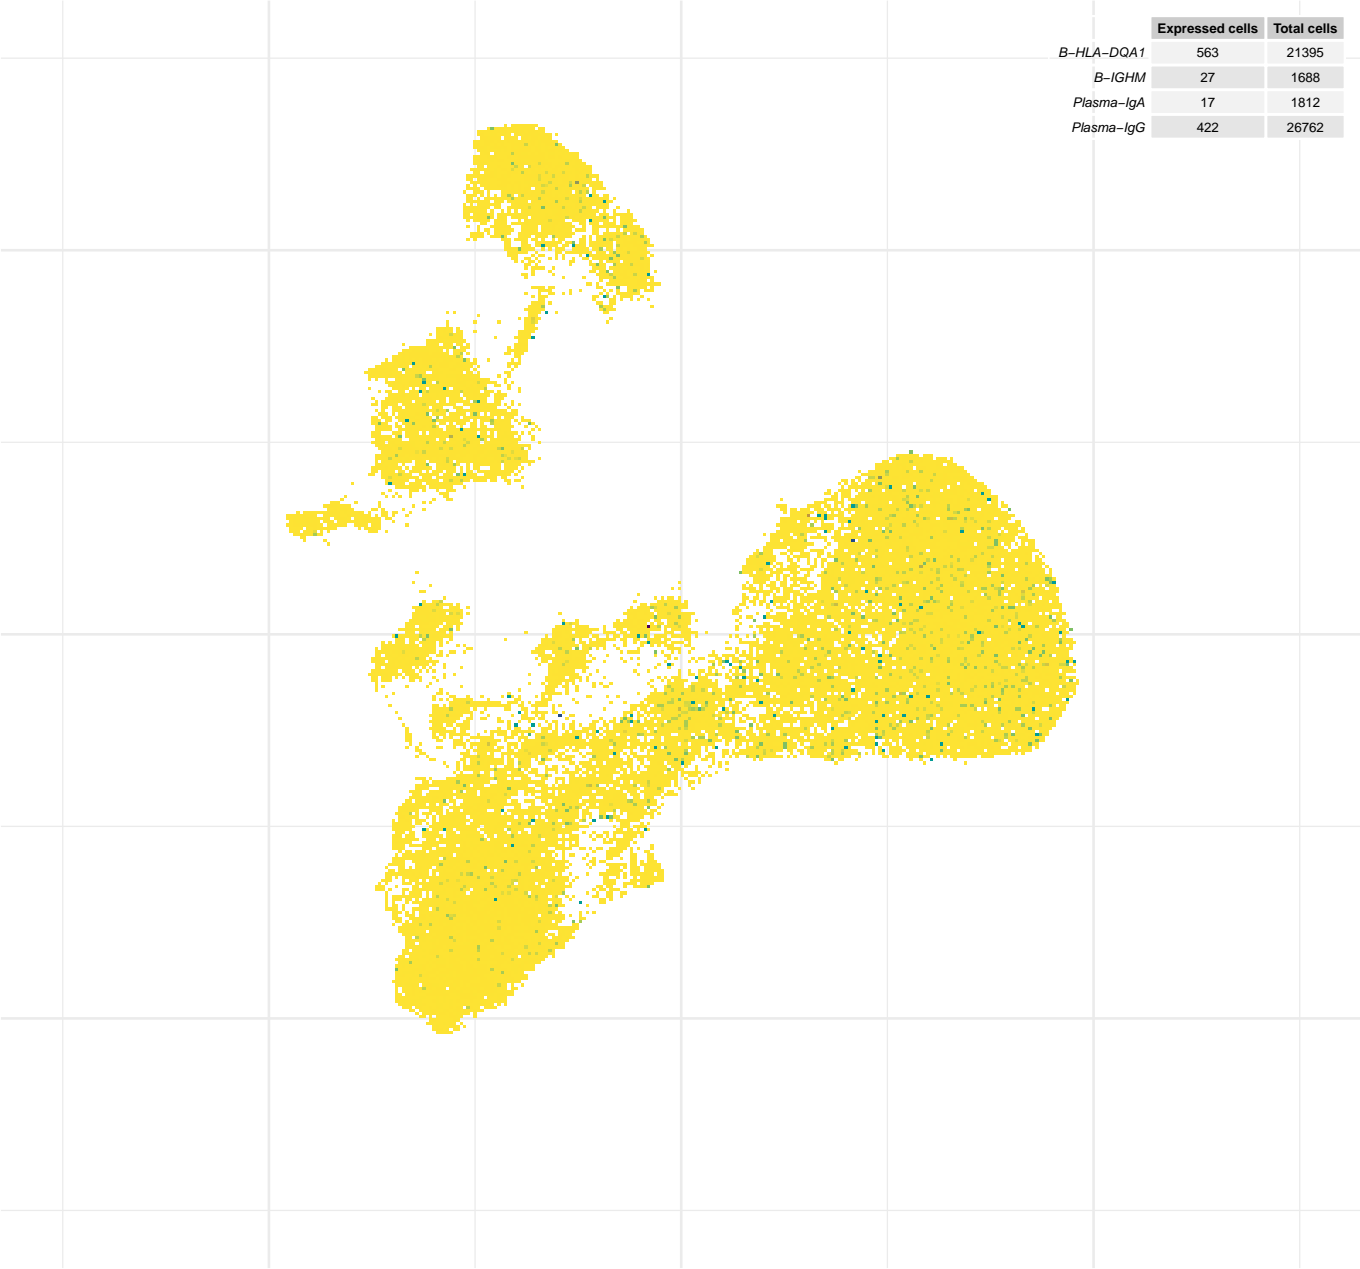 Expressed cells Total cells
B−HLA−DQA1 563 21395
B−IGHM 27 1688
Plasma−IgA 17 1812
Plasma−IgG 422 26762